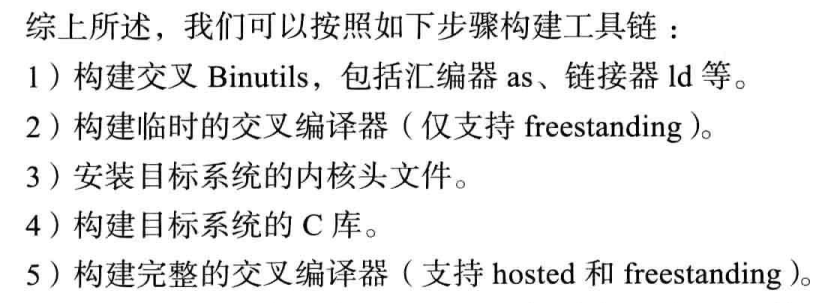 综上所述，我们可以按照如下步骤构建工具链：
1）构建交叉 Binutils，包括汇编器 as、链接器 ld 等。
2）构建临时的交叉编译器（仅支持 freestanding）。
3）安装目标系统的内核头文件。
4）构建目标系统的 C 库。
5）构建完整的交叉编译器（支持 hosted 和 freestanding）。